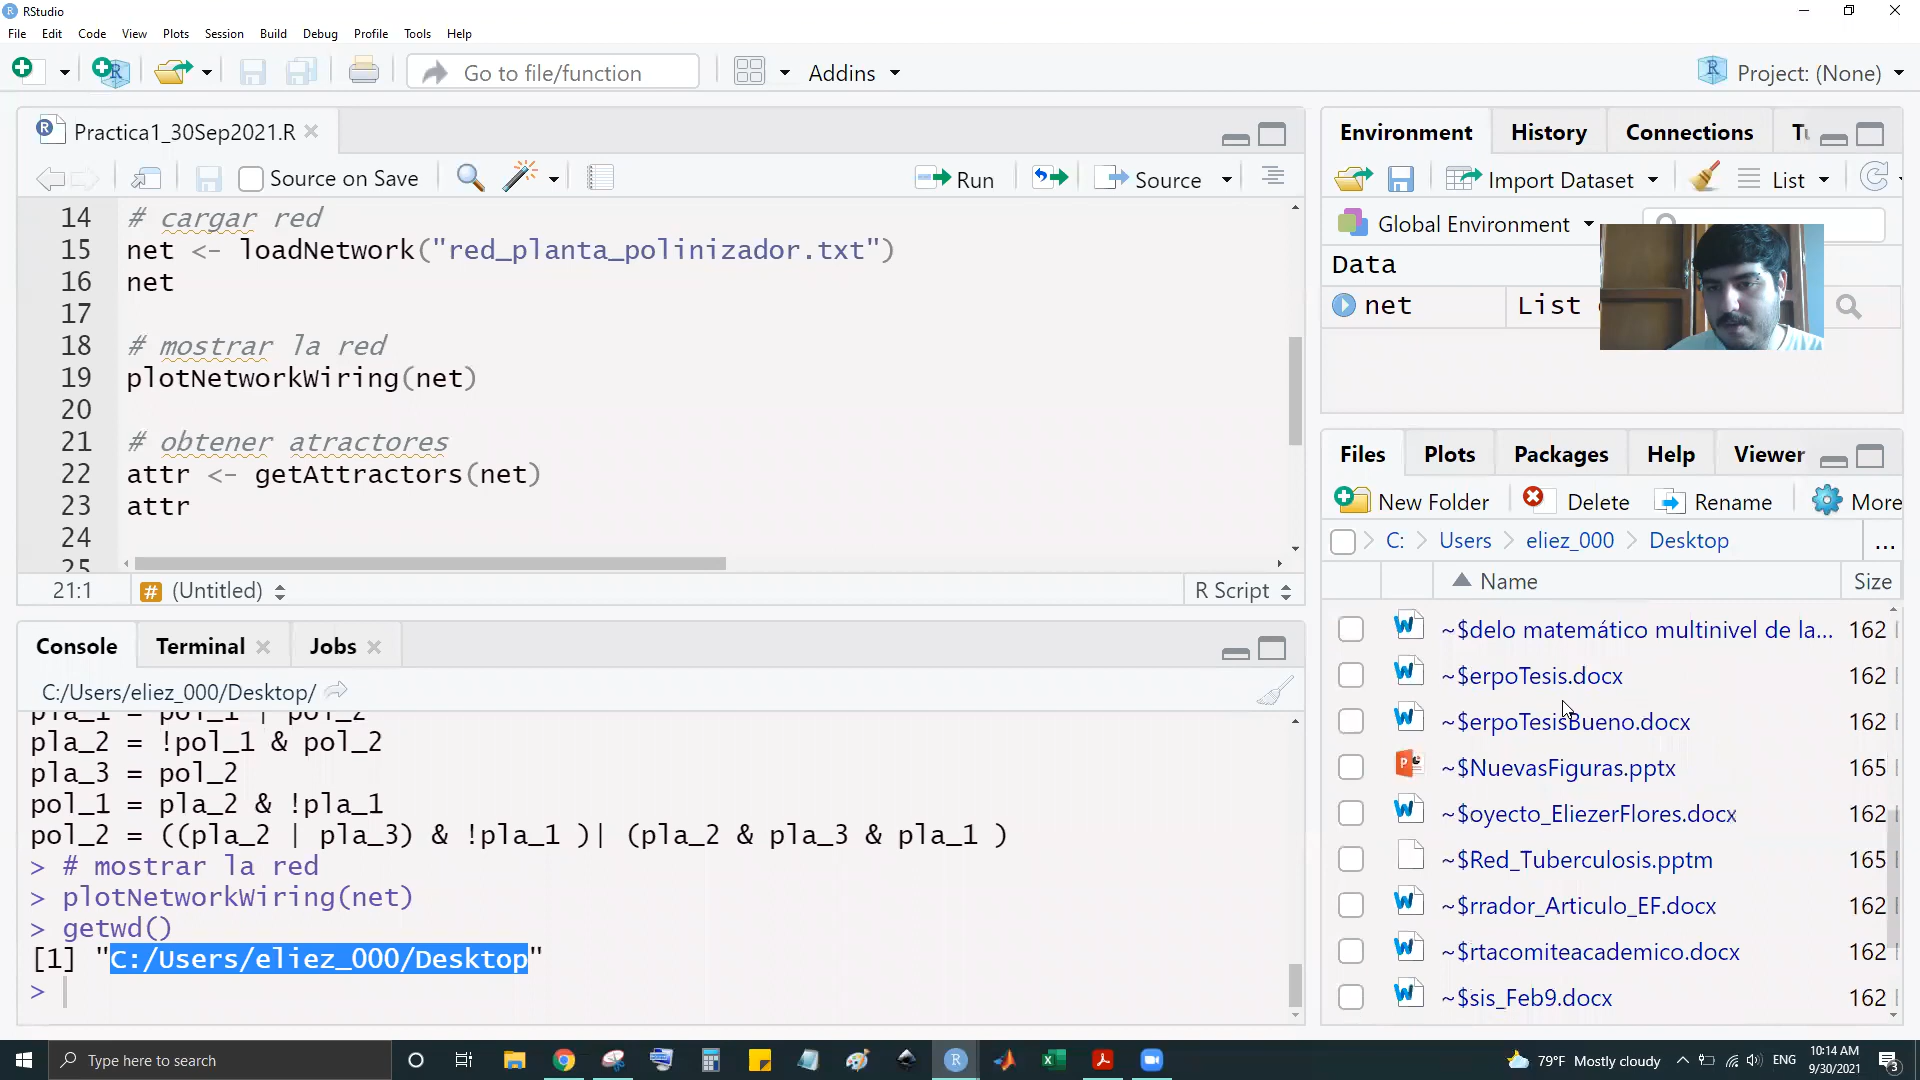 RStudio
File Edit Code View Plots Session Build Debug Profile Tools Help
Go to file/function
Addins
Project: (None)
Practica1_30Sep2021.R
Source on Save
Run
Source
14 # cargar red
15 net <- loadNetwork("red_planta_polinizador.txt")
16 net
17
18 # mostrar la red
19 plotNetworkWiring(net)
20
21 # obtener atractores
22 attr <- getAttractors(net)
23 attr
24
25
21:1 # (Untitled) R Script
Console Terminal Jobs
C:/Users/eliez_000/Desktop/
pla_1 = pol_1 | pol_2
pla_2 = !pol_1 & pol_2
pla_3 = pol_2
pol_1 = pla_2 & !pla_1
pol_2 = ((pla_2 | pla_3) & !pla_1 )| (pla_2 & pla_3 & pla_1 )
> # mostrar la red
> plotNetworkWiring(net)
> getwd()
[1] "C:/Users/eliez_000/Desktop"
>
Environment History Connections
Import Dataset List
Global Environment
Data
net List
Files Plots Packages Help Viewer
New Folder Delete Rename More
C: Users eliez_000 Desktop ...
Name Size
~$delo matemático multinivel de la... 162
~$erpoTesis.docx 162
~$erpoTesisBueno.docx 162
~$NuevasFiguras.pptx 165
~$oyecto_EliezerFlores.docx 162
~$Red_Tuberculosis.pptm 165
~$rrador_Articulo_EF.docx 162
~$rtacomiteacademico.docx 162
~$sis_Feb9.docx 162
Type here to search
79°F Mostly cloudy
ENG
10:14 AM
9/30/2021
3